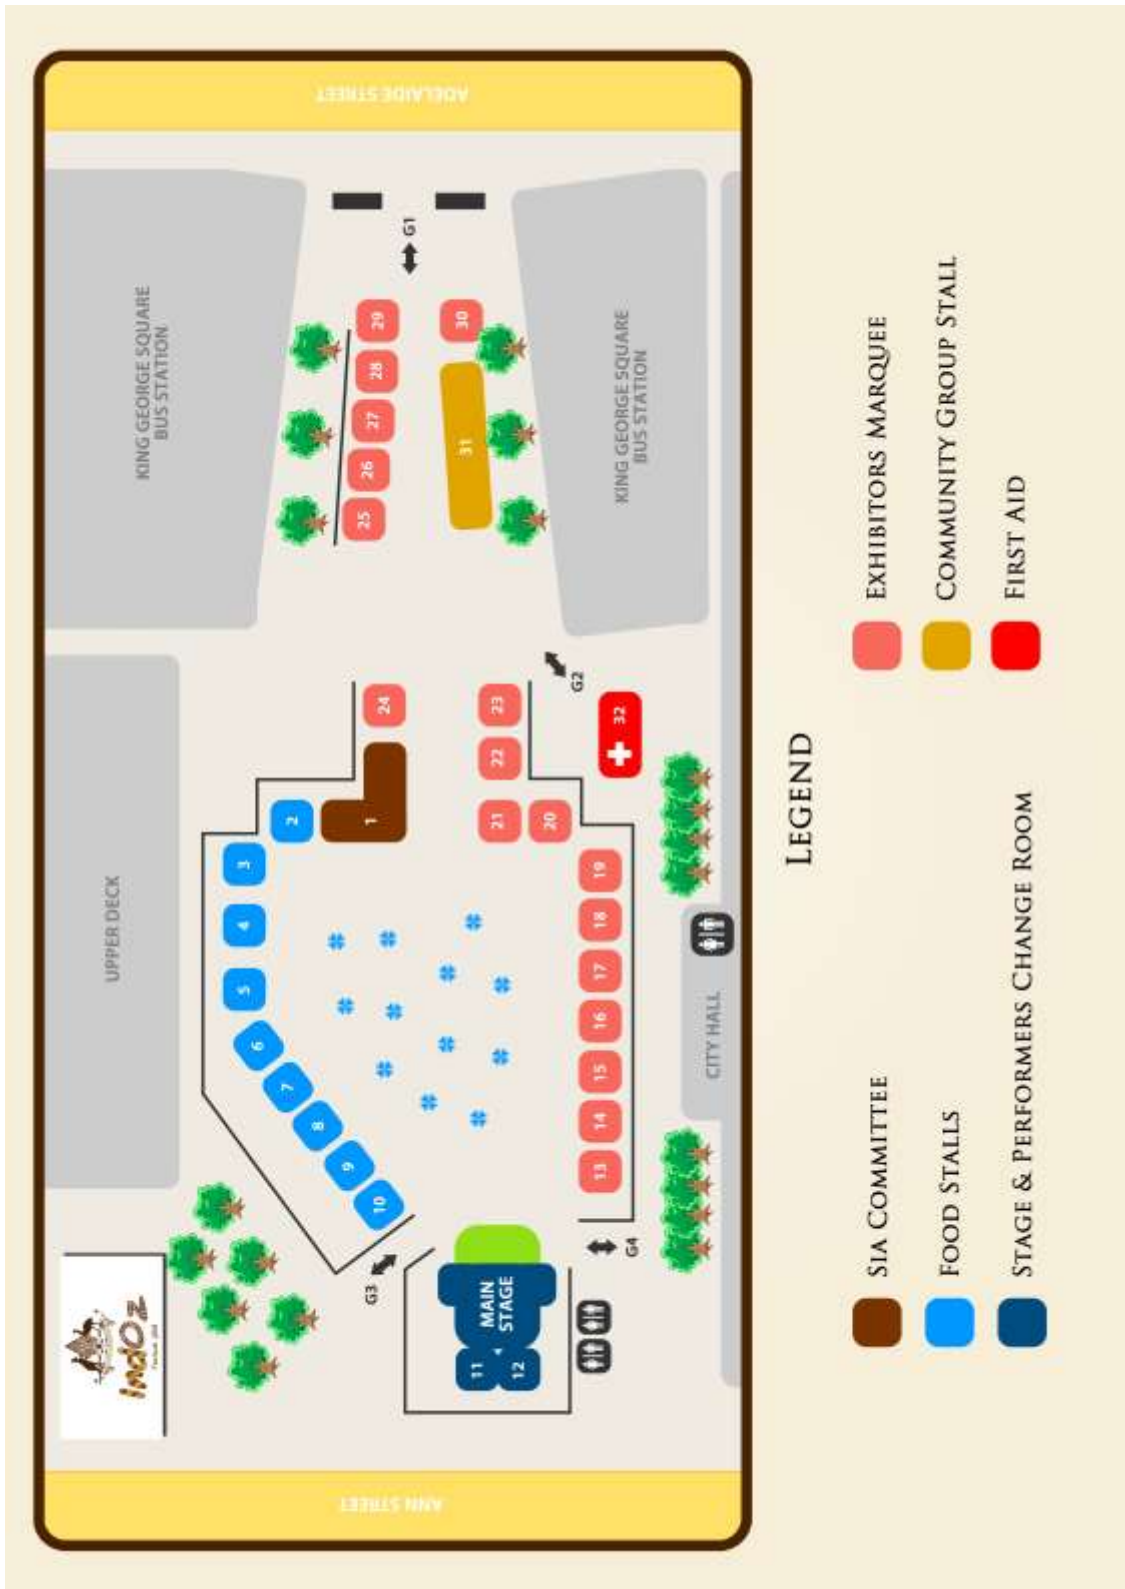 ADELAIDE STREET
KING GEORGE SQUARE
BUS STATION
G1
29
30
28
27
31
26
25
KING GEORGE SQUARE
BUS STATION
UPPER DECK
24
23
G2
22
32
1
2
21
20
3
19
4
18
5
17
6
16
7
15
8
14
9
13
10
CITY HALL
G3
G4
MAIN
STAGE
11
12
IndOz
ANN STREET
LEGEND
SIA COMMITTEE
FOOD STALLS
STAGE & PERFORMERS CHANGE ROOM
EXHIBITORS MARQUEE
COMMUNITY GROUP STALL
FIRST AID